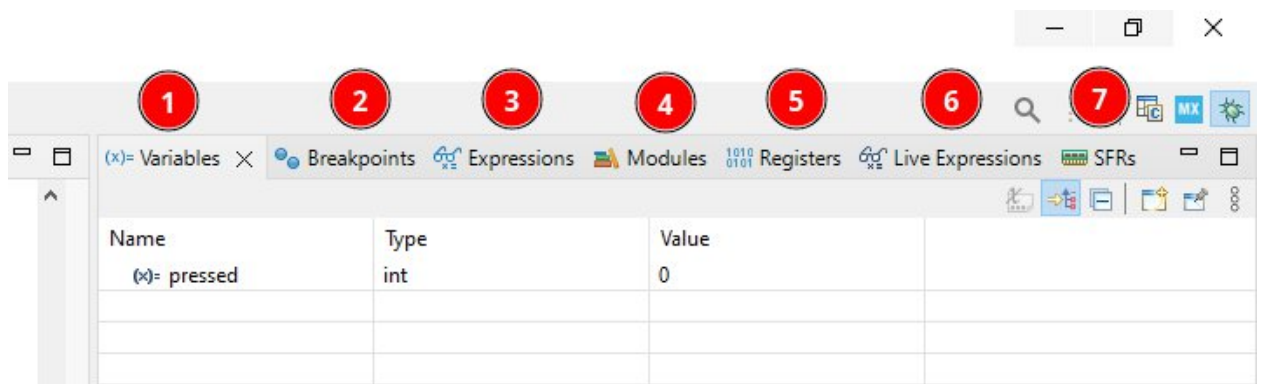 1 2 3 4 5 6 7
MX
(x)= Variables Breakpoints Expressions Modules 1010 0101 Registers Live Expressions SFRs
Name Type Value
(x)= pressed int 0